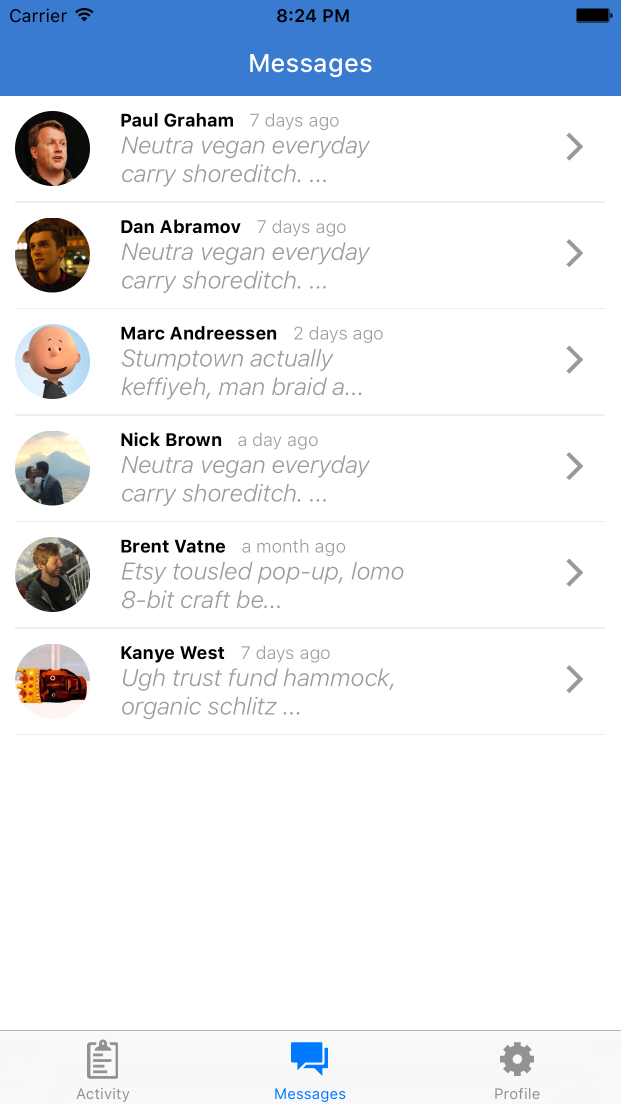 Carrier 8:24 PM
Messages
Paul Graham 7 days ago
Neutra vegan everyday
carry shoreditch. ...
Dan Abramov 7 days ago
Neutra vegan everyday
carry shoreditch. ...
Marc Andreessen 2 days ago
Stumptown actually
keffiyeh, man braid a...
Nick Brown a day ago
Neutra vegan everyday
carry shoreditch. ...
Brent Vatne a month ago
Etsy tousled pop-up, lomo
8-bit craft be...
Kanye West 7 days ago
Ugh trust fund hammock,
organic schlitz ...
Activity Messages Profile